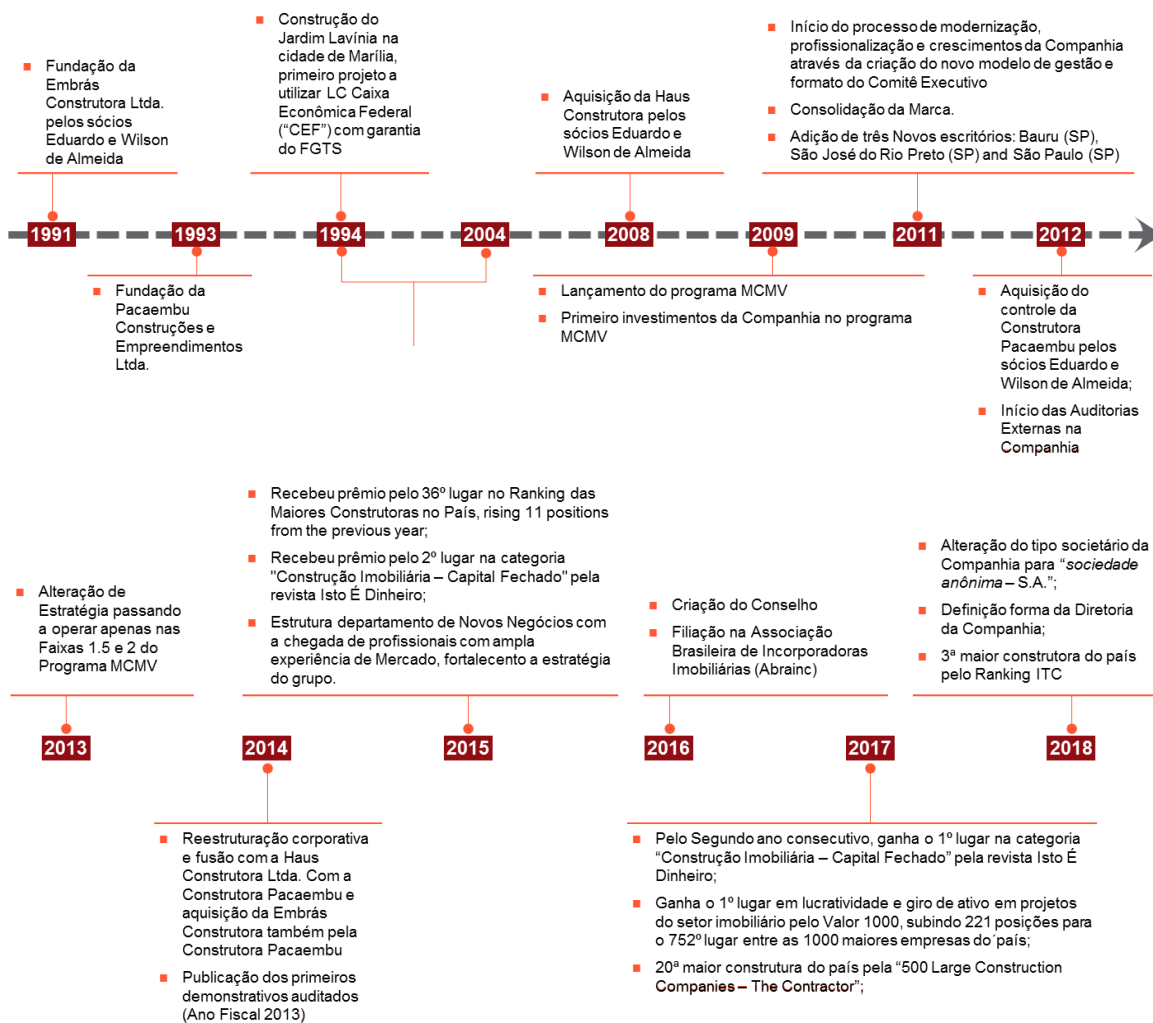 ■ Fundação da
Embrás
Construtora Ltda.
pelos sócios
Eduardo e Wilson
de Almeida
■ Construção do
Jardim Lavínia na
cidade de Marília,
primeiro projeto a
utilizar LC Caixa
Econômica Federal
(“CEF”) com garantia
do FGTS
■ Aquisição da Haus
Construtora pelos
sócios Eduardo e
Wilson de Almeida
■ Início do processo de modernização,
profissionalização e crescimentos da Companhia
através da criação do novo modelo de gestão e
formato do Comitê Executivo
■ Consolidação da Marca.
■ Adição de três Novos escritórios: Bauru (SP),
São José do Rio Preto (SP) and São Paulo (SP)
1991 1993 1994 2004 2008 2009 2011 2012
■ Fundação da
Pacaembu
Construções e
Empreendimentos
Ltda.
■ Lançamento do programa MCMV
■ Primeiro investimentos da Companhia no programa
MCMV
■ Aquisição do
controle da
Construtora
Pacaembu pelos
sócios Eduardo e
Wilson de Almeida;
■ Início das Auditorias
Externas na
Companhia
■ Alteração de
Estratégia passando
a operar apenas nas
Faixas 1.5 e 2 do
Programa MCMV
■ Recebeu prêmio pelo 36º lugar no Ranking das
Maiores Construtoras no País, rising 11 positions
from the previous year;
■ Recebeu prêmio pelo 2º lugar na categoria
"Construção Imobiliária – Capital Fechado" pela
revista Isto É Dinheiro;
■ Estrutura departamento de Novos Negócios com
a chegada de profissionais com ampla
experiência de Mercado, fortalecento a estratégia
do grupo.
■ Criação do Conselho
■ Filiação na Associação
Brasileira de Incorporadoras
Imobiliárias (Abrainc)
■ Alteração do tipo societário da
Companhia para “sociedade
anônima – S.A.”;
■ Definição forma da Diretoria
da Companhia;
■ 3ª maior construtora do país
pelo Ranking ITC
2013 2014 2015 2016 2017 2018
■ Reestruturação corporativa
e fusão com a Haus
Construtora Ltda. Com a
Construtora Pacaembu e
aquisição da Embrás
Construtora também pela
Construtora Pacaembu
■ Publicação dos primeiros
demonstrativos auditados
(Ano Fiscal 2013)
■ Pelo Segundo ano consecutivo, ganha o 1º lugar na categoria
“Construção Imobiliária – Capital Fechado” pela revista Isto É
Dinheiro;
■ Ganha o 1º lugar em lucratividade e giro de ativo em projetos
do setor imobiliário pelo Valor 1000, subindo 221 posições para
o 752º lugar entre as 1000 maiores empresas do´país;
■ 20ª maior construtura do país pela “500 Large Construction
Companies – The Contractor”;